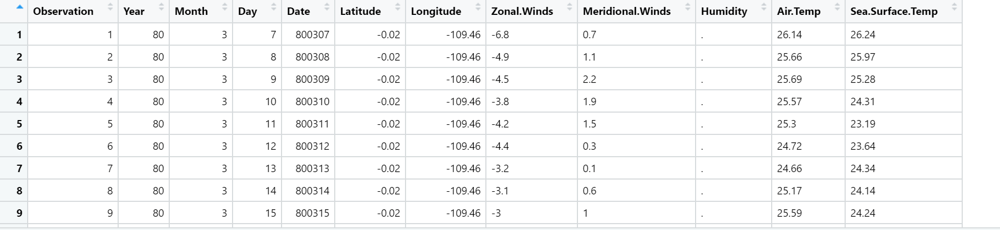 Observation Year Month Day Date Latitude Longitude Zonal.Winds Meridional.Winds Humidity Air.Temp Sea.Surface.Temp
1 1 80 3 7 800307 -0.02 -109.46 -6.8 0.7 . 26.14 26.24
2 2 80 3 8 800308 -0.02 -109.46 -4.9 1.1 . 25.66 25.97
3 3 80 3 9 800309 -0.02 -109.46 -4.5 2.2 . 25.69 25.28
4 4 80 3 10 800310 -0.02 -109.46 -3.8 1.9 . 25.57 24.31
5 5 80 3 11 800311 -0.02 -109.46 -4.2 1.5 . 25.3 23.19
6 6 80 3 12 800312 -0.02 -109.46 -4.4 0.3 . 24.72 23.64
7 7 80 3 13 800313 -0.02 -109.46 -3.2 0.1 . 24.66 24.34
8 8 80 3 14 800314 -0.02 -109.46 -3.1 0.6 . 25.17 24.14
9 9 80 3 15 800315 -0.02 -109.46 -3 1 . 25.59 24.24